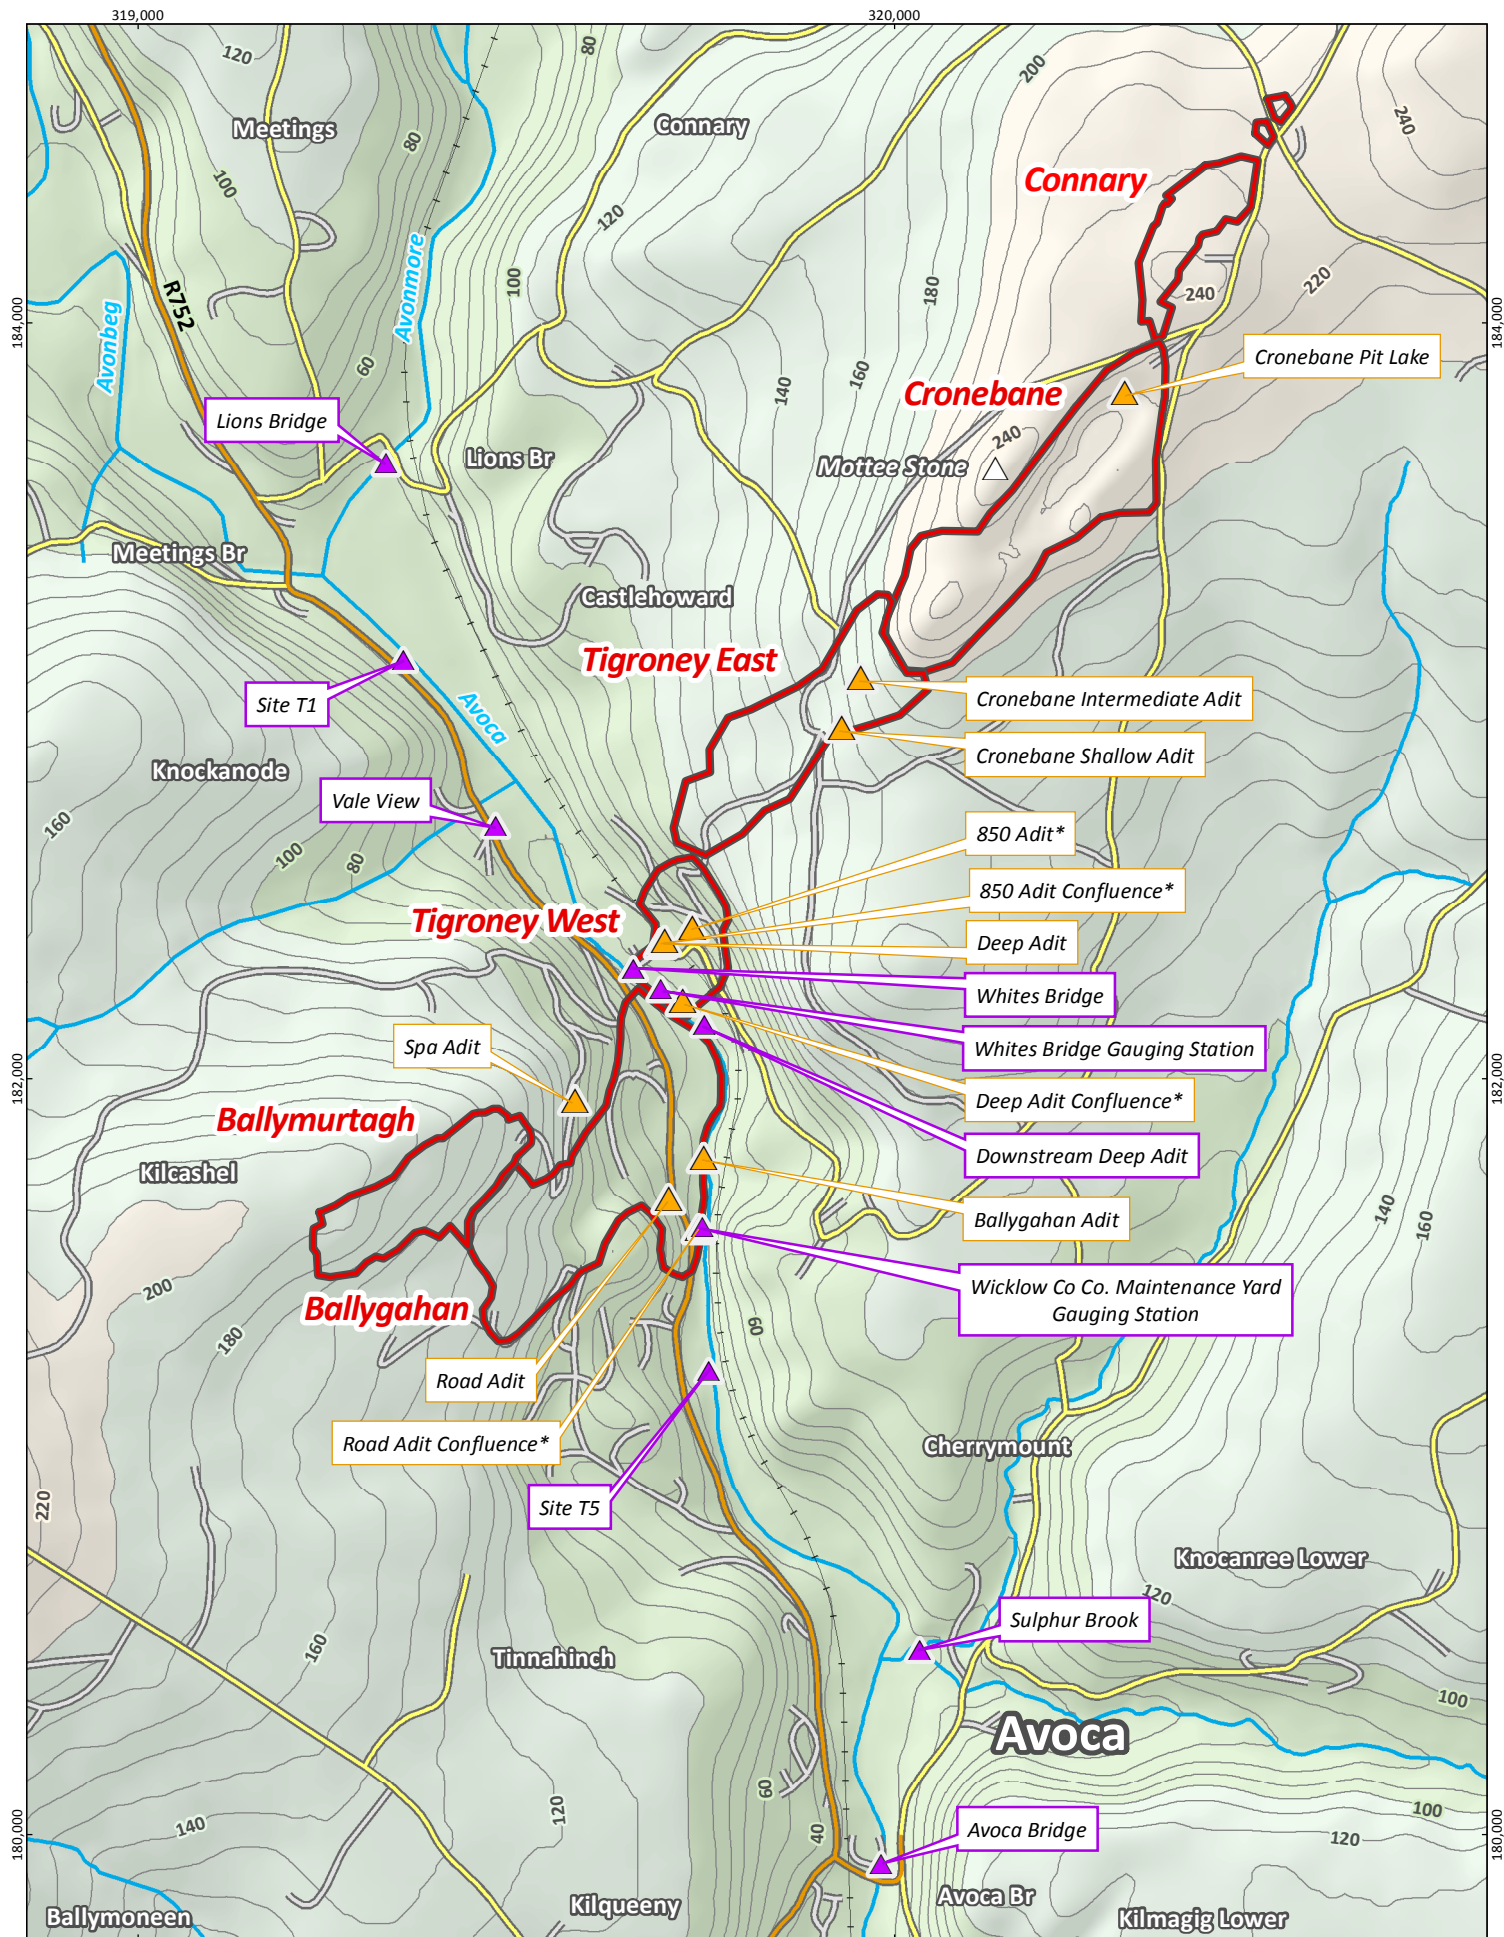 319,000
320,000
120
80
200
Meetings
Connary
240
80
100
Connary
120
Avonmore
100
R752
180
240
220
184,000
184,000
Avonbeg
60
140
160
Cronebane Pit Lake
Cronebane
Lions Bridge
240
Lions Br
Mottee Stone
Meetings Br
Castlehoward
Tigroney East
Site T1
Avoca
Cronebane Intermediate Adit
Cronebane Shallow Adit
Knockanode
Vale View
160
100
80
850 Adit*
850 Adit Confluence*
Tigroney West
Deep Adit
Whites Bridge
Spa Adit
Whites Bridge Gauging Station
182,000
182,000
Deep Adit Confluence*
Ballymurtagh
Downstream Deep Adit
Kilcashel
Ballygahan Adit
140
160
200
Wicklow Co Co. Maintenance Yard
Gauging Station
Ballygahan
180
60
Road Adit
Road Adit Confluence*
Cherrymount
220
Site T5
Knocanree Lower
120
Sulphur Brook
160
Tinnahinch
100
Avoca
60
120
100
140
40
Avoca Bridge
120
180,000
180,000
Avoca Br
Kilqueeny
Ballymoneen
Kilmagig Lower